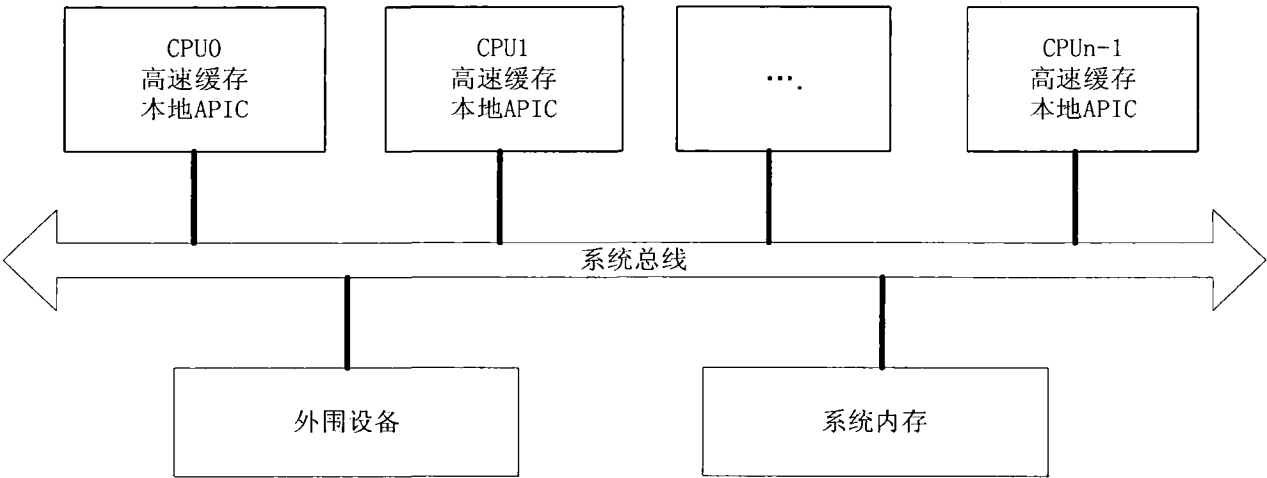 CPU0
高速缓存
本地APIC
CPU1
高速缓存
本地APIC
....
CPUn-1
高速缓存
本地APIC
系统总线
外围设备
系统内存